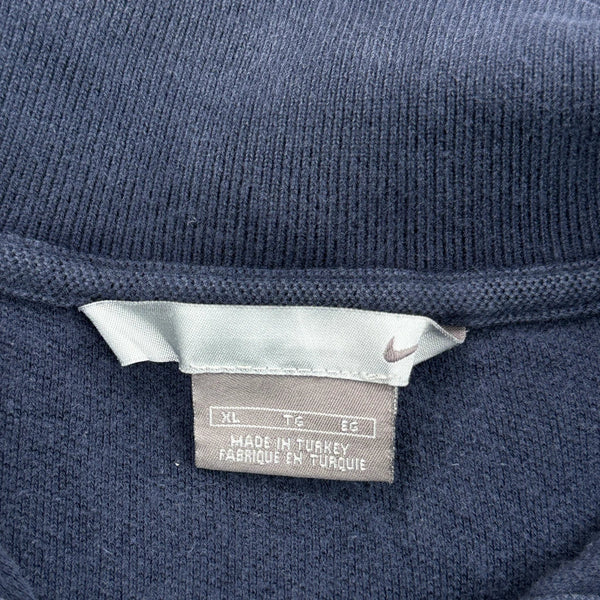 XL TG EG
MADE IN TURKEY
FABRIQUE EN TURQUIE